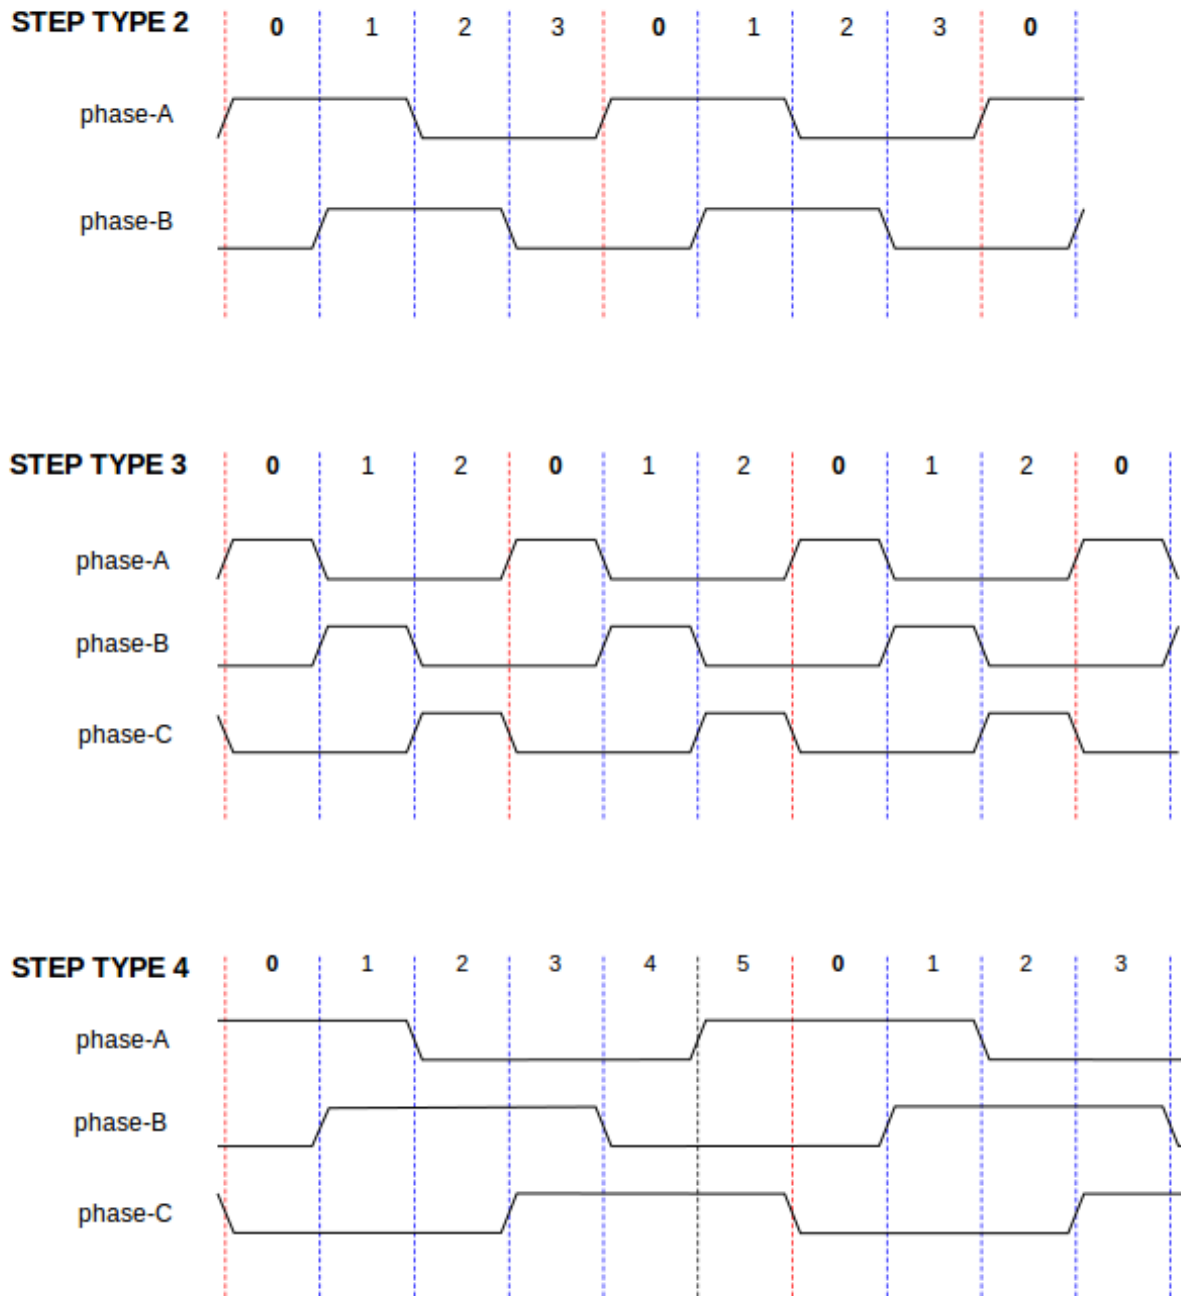 STEP TYPE 2 0 1 2 3 0 1 2 3 0
phase-A
phase-B
STEP TYPE 3 0 1 2 0 1 2 0 1 2 0
phase-A
phase-B
phase-C
STEP TYPE 4 0 1 2 3 4 5 0 1 2 3
phase-A
phase-B
phase-C